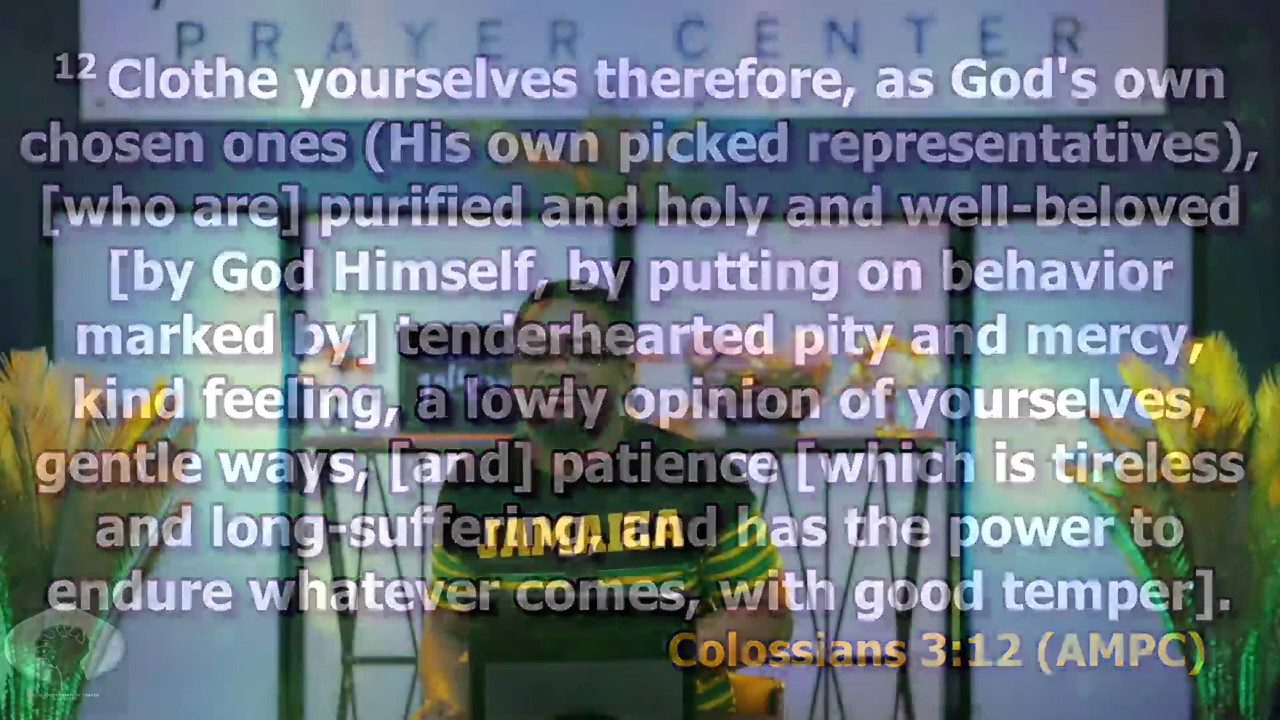 PRAYER CENTER
12 Clothe yourselves therefore, as God's own
chosen ones (His own picked representatives),
[who are] purified and holy and well-beloved
[by God Himself, by putting on behavior
marked by] tenderhearted pity and mercy,
kind feeling, a lowly opinion of yourselves,
gentle ways, [and] patience [which is tireless
and long-suffering, and has the power to
JAMAICA
endure whatever comes, with good temper].
Colossians 3:12 (AMPC)